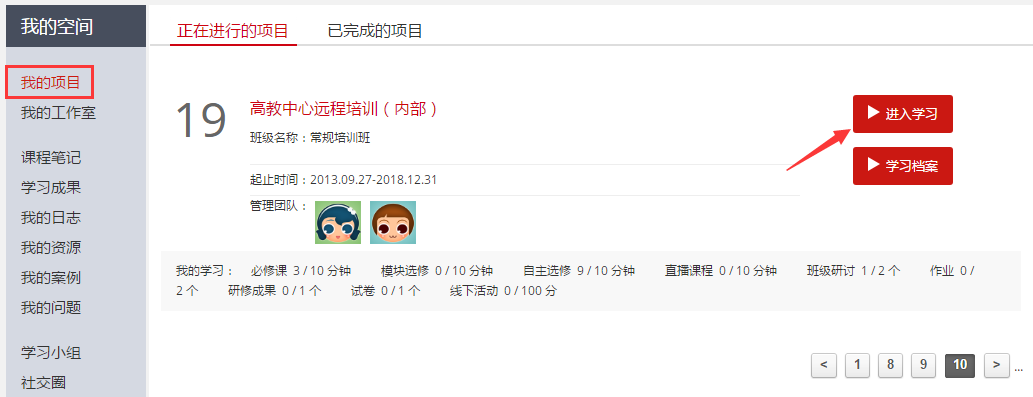 我的空间
我的项目
我的工作室
课程笔记
学习成果
我的日志
我的资源
我的案例
我的问题
学习小组
社交圈
正在进行的项目 已完成的项目
19
高教中心远程培训（内部）
班级名称：常规培训班
起止时间：2013.09.27-2018.12.31
管理团队：
进入学习
学习档案
我的学习： 必修课 3 / 10 分钟 模块选修 0 / 10 分钟 自主选修 9 / 10 分钟 直播课程 0 / 10 分钟 班级研讨 1 / 2 个 作业 0 /
2 个 研修成果 0 / 1 个 试卷 0 / 1 个 线下活动 0 / 100 分
< 1 8 9 10 > ...